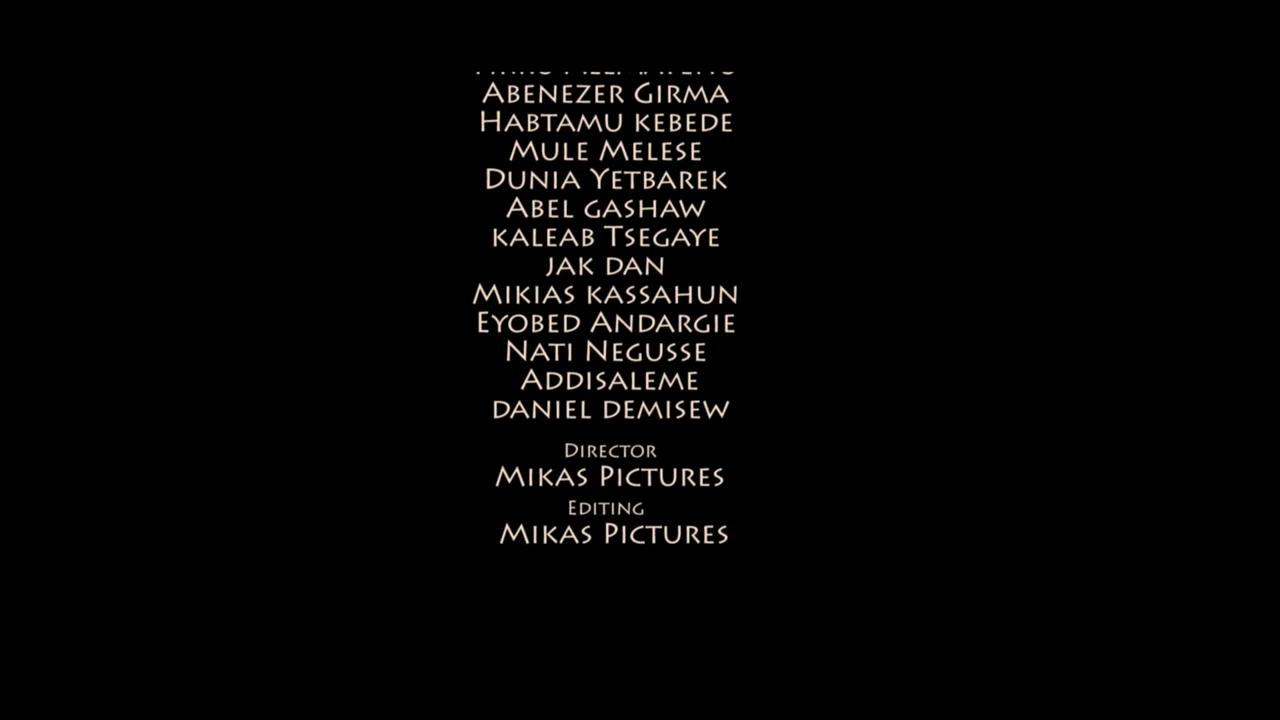 Abenezer Girma
Habtamu kebede
Mule Melese
Dunia Yetbarek
Abel gashaw
kaleab Tsegaye
jak dan
Mikias kassahun
Eyobed Andargie
Nati Negusse
Addisaleme
daniel demisew
Director
Mikas Pictures
Editing
Mikas Pictures